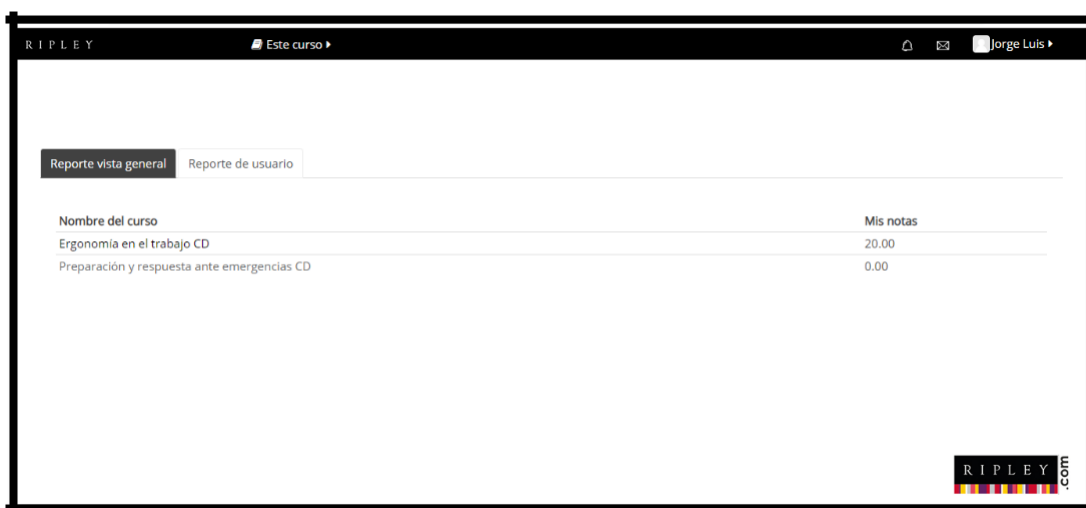 RIPLEY Este curso Jorge Luis
Reporte vista general Reporte de usuario
Nombre del curso Mis notas
Ergonomía en el trabajo CD 20.00
Preparación y respuesta ante emergencias CD 0.00
RIPLEY .com